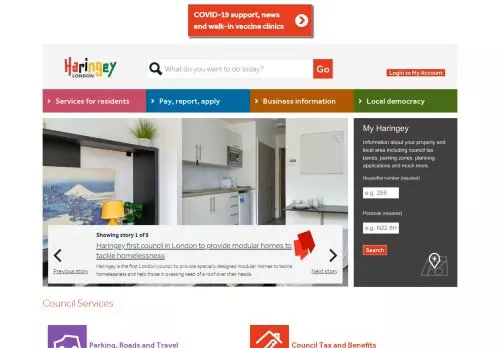 COVID-19 support, news
and walk-in vaccine clinics
Haringey
LONDON
What do you want to do today?
Go
Login to My Account
Services for residents
Pay, report, apply
Business information
Local democracy
My Haringey
Information about your property and
local area including council tax
bands, parking zones, planning
applications and much more.
House/flat number (required)
e.g. 255
Postcode (required)
e.g. N22 8H
Search
Showing story 1 of 5
Haringey first council in London to provide modular homes to
tackle homelessness
Haringey is the first London council to provide specially designed modular homes to tackle
homelessness and help those in pressing need of a roof over their heads.
Previous story
Next story
Council Services
Parking, Roads and Travel
Council Tax and Benefits